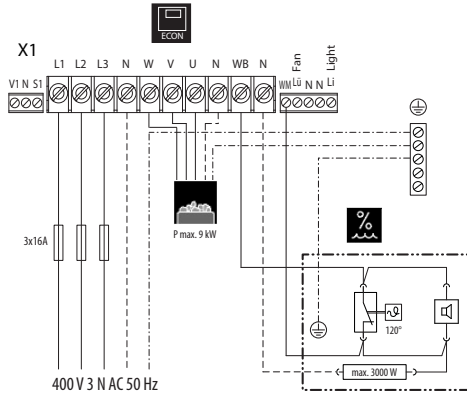 ECON
X1
L1 L2 L3 N W V U N WB N
Fan
Light
V1 N S1
WM Lü N N Li
3x16A
P max. 9 kW
%
120°
max. 3000 W
400 V 3 N AC 50 Hz